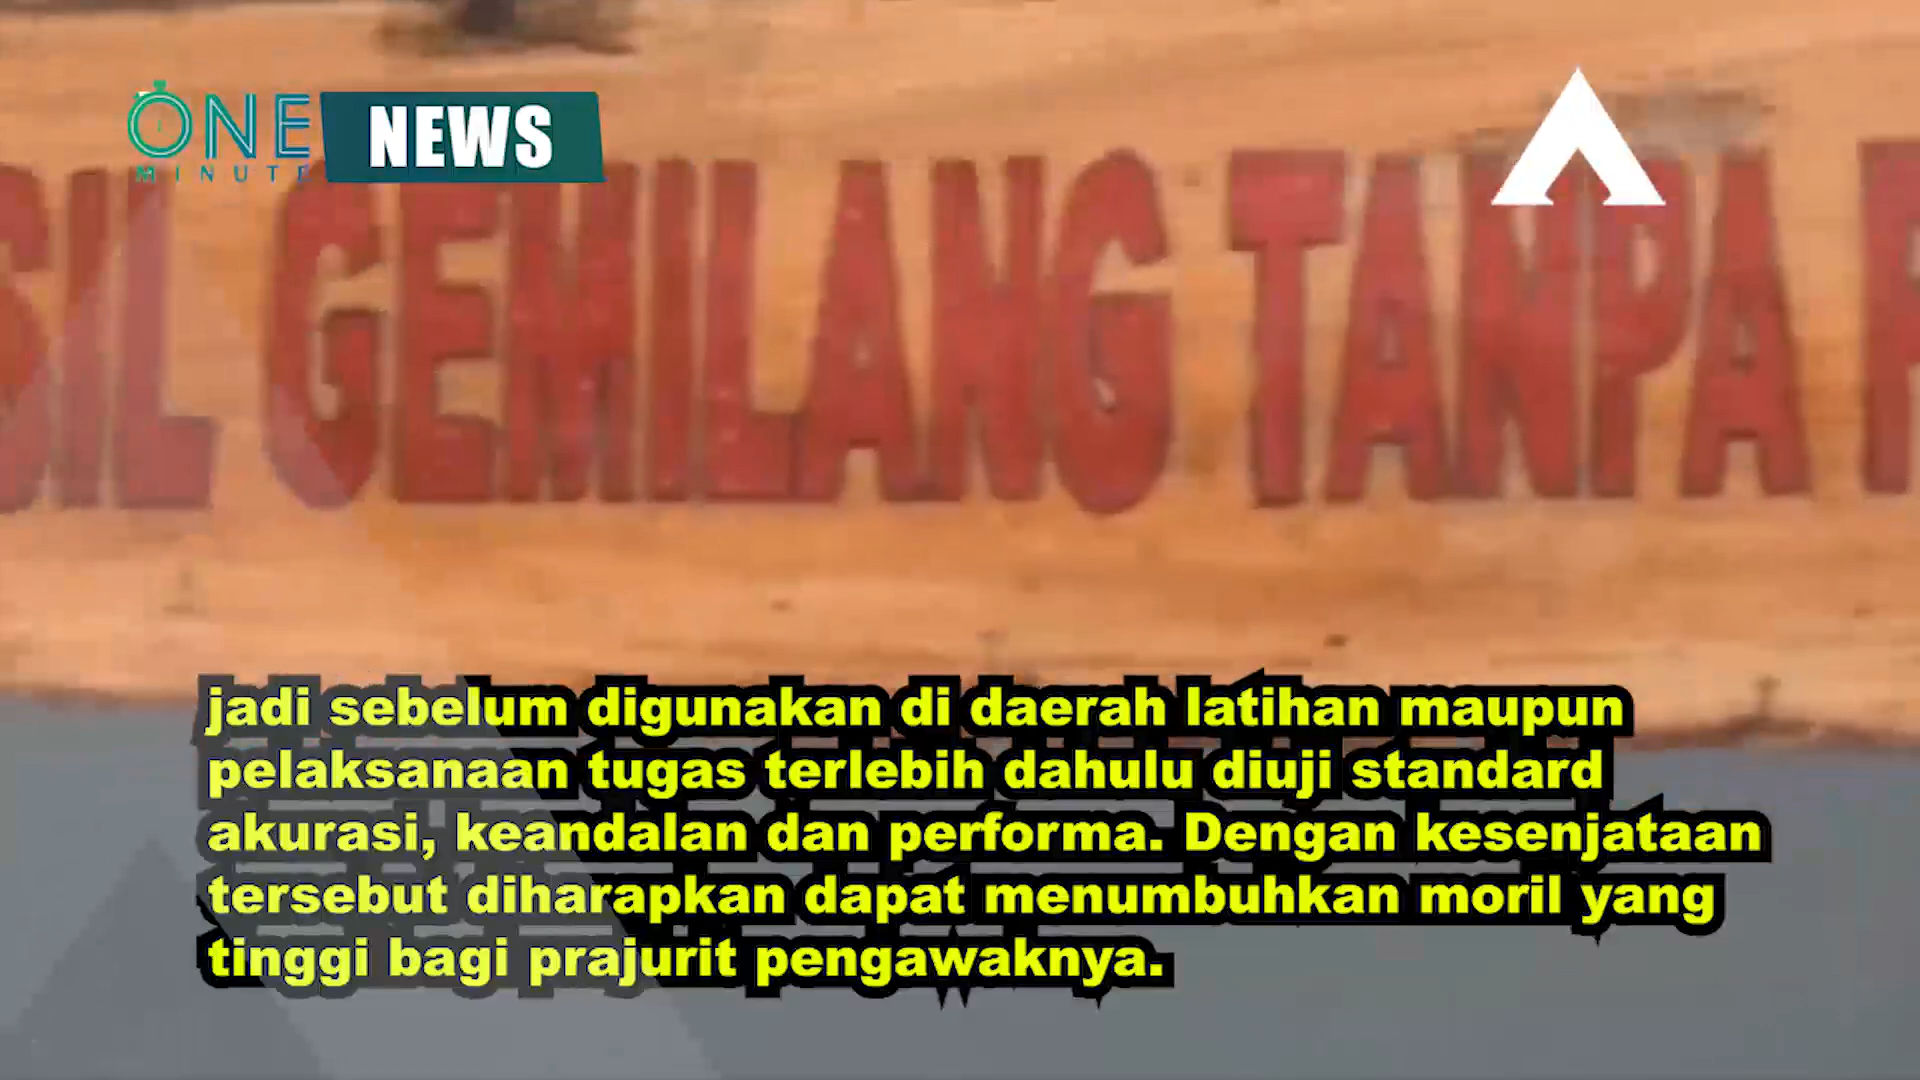 ONE
MINUTE
NEWS
SIL GEMILANG TANPA
jadi sebelum digunakan di daerah latihan maupun
pelaksanaan tugas terlebih dahulu diuji standard
akurasi, keandalan dan performa. Dengan kesenjataan
tersebut diharapkan dapat menumbuhkan moril yang
tinggi bagi prajurit pengawaknya.